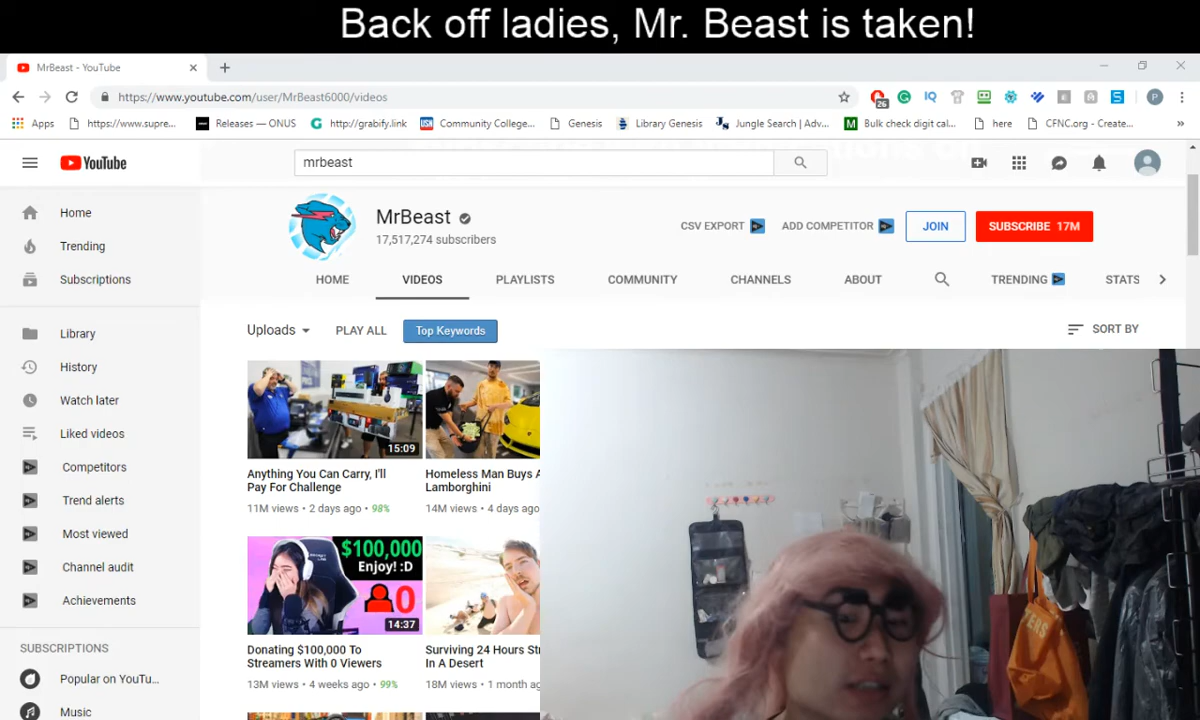 Back off ladies, Mr. Beast is taken!
MrBeast - YouTube
https://www.youtube.com/user/MrBeast6000/videos
26
IQ
S
P
Apps
https://www.supre...
Releases — ONUS
http://grabify.link
Community College...
Genesis
Library Genesis
Jungle Search | Adv...
Bulk check digit cal...
here
CFNC.org - Create...
»
YouTube
mrbeast
MrBeast
17,517,274 subscribers
CSV EXPORT
ADD COMPETITOR
JOIN
SUBSCRIBE 17M
HOME
VIDEOS
PLAYLISTS
COMMUNITY
CHANNELS
ABOUT
TRENDING
STATS
Uploads
PLAY ALL
Top Keywords
SORT BY
Home
Trending
Subscriptions
Library
History
Watch later
Liked videos
Competitors
Trend alerts
Most viewed
Channel audit
Achievements
SUBSCRIPTIONS
Popular on YouTu...
Music
15:09
Anything You Can Carry, I'll
Pay For Challenge
11M views • 2 days ago • 98%
Homeless Man Buys A
Lamborghini
14M views • 4 days ago
$100,000
Enjoy! :D
0
14:37
Donating $100,000 To
Streamers With 0 Viewers
13M views • 4 weeks ago • 99%
Surviving 24 Hours St
In A Desert
18M views • 1 month ag